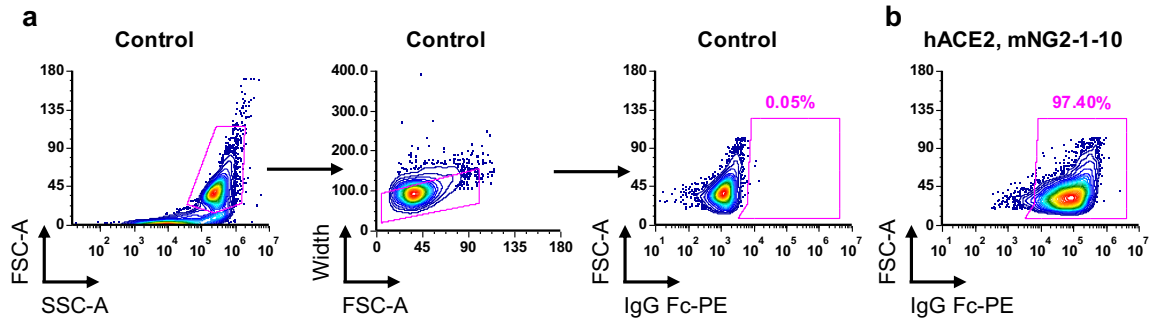 a
b
Control
Control
Control
hACE2, mNG2-1-10
180
135
90
45
0
10^2 10^3 10^4 10^5 10^6 10^7
FSC-A
SSC-A
400.0
300.0
200.0
100.0
0.0
0 45 90 135 180
Width
FSC-A
0.05%
180
135
90
45
0
10^1 10^2 10^3 10^4 10^5 10^6 10^7
FSC-A
IgG Fc-PE
97.40%
180
135
90
45
0
10^1 10^2 10^3 10^4 10^5 10^6 10^7
FSC-A
IgG Fc-PE